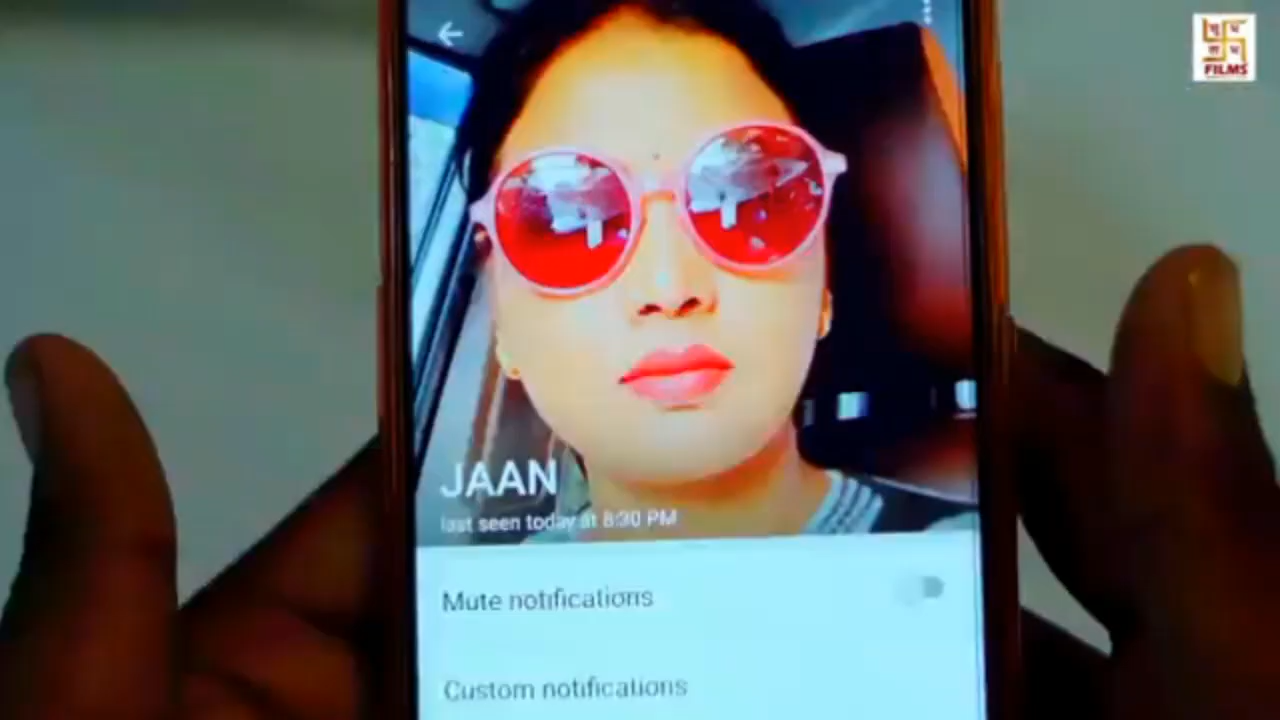 शु भ
ला भ
FILMS
JAAN
last seen today at 8:30 PM
Mute notifications
Custom notifications